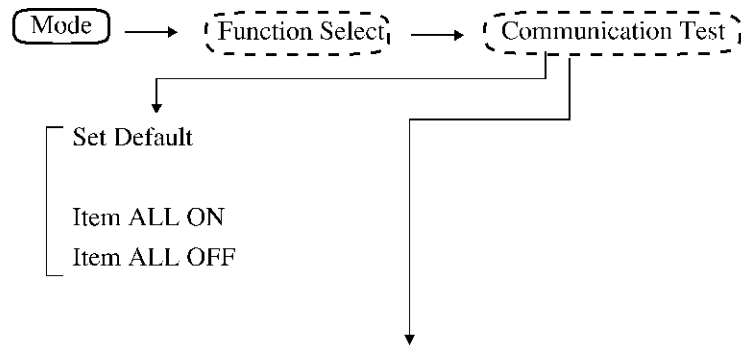 Mode
Function Select
Communication Test
Set Default
Item ALL ON
Item ALL OFF